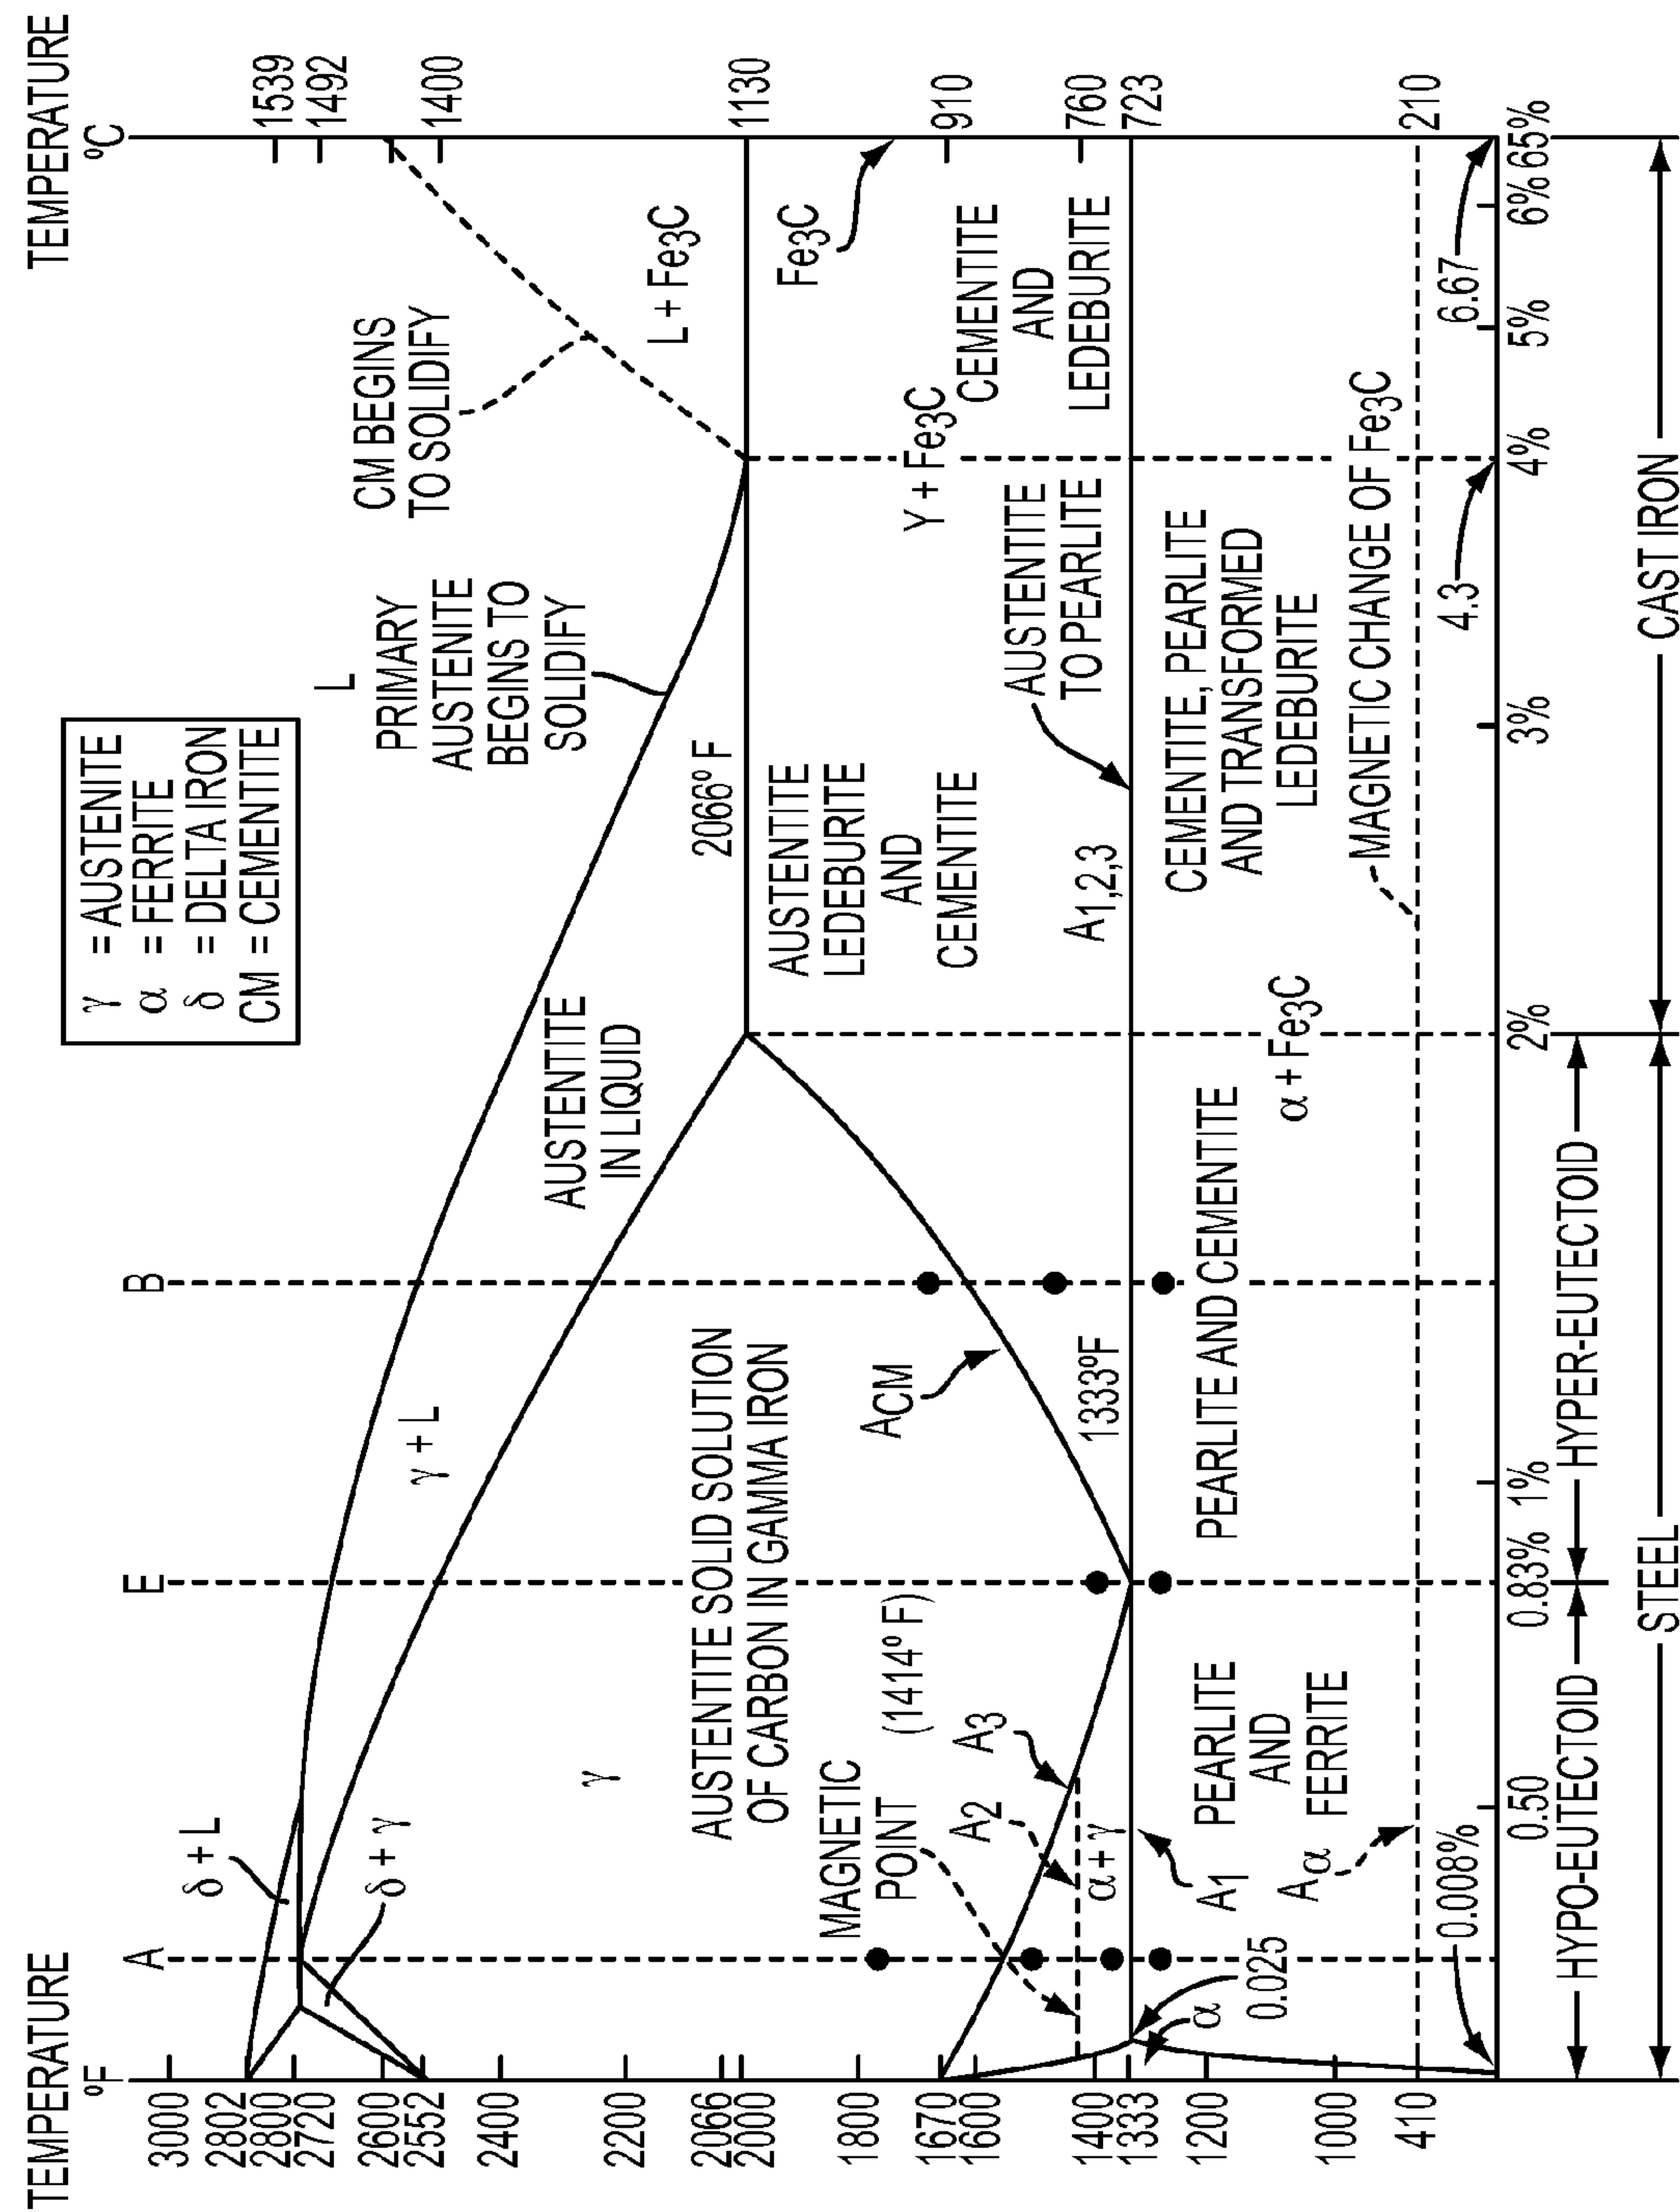 TEMPERATURE
°F
3000
2802
2800
2720
2600
2552
2400
2200
2066
2000
1800
1670
1600
1400
1333
1200
1000
410
A
E
B
γ = AUSTENITE
α = FERRITE
δ = DELTA IRON
CM = CEMENTITE
TEMPERATURE
°C
1539
1492
1400
1130
910
760
723
210
δ + L
δ + γ
γ + L
γ
L
PRIMARY
AUSTENITE
BEGINS TO
SOLIDIFY
CM BEGINS
TO SOLIDIFY
L + Fe3C
AUSTENTITE
IN LIQUID
AUSTENTITE SOLID SOLUTION
OF CARBON IN GAMMA IRON
2066° F
AUSTENTITE
LEDEBURITE
AND
CEMENTITE
Fe3C
Y + Fe3C
CEMENTITE
AND
LEDEBURITE
MAGNETIC
POINT
(1414° F)
A2
A3
ACM
α + γ
1333°F
A1,2,3
AUSTENTITE
TO PEARLITE
α
0.025
A1
PEARLITE
AND
FERRITE
PEARLITE AND CEMENTITE
α + Fe3C
CEMENTITE, PEARLITE
AND TRANSFORMED
LEDEBURITE
Aα
MAGNETIC CHANGE OF Fe3C
0.008%
4.3
6.67
0.50
0.83%
1%
2%
3%
4%
5%
6%
65%
HYPO-EUTECTOID
HYPER-EUTECTOID
STEEL
CAST IRON